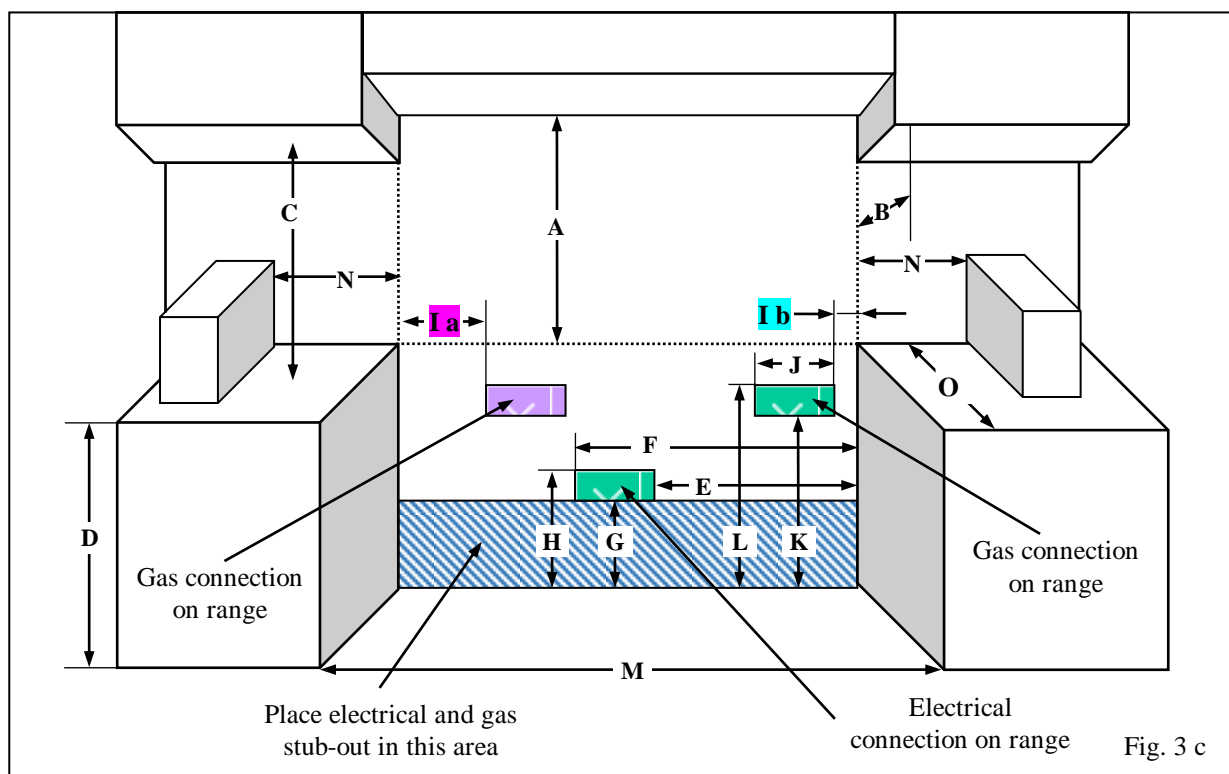 C
A
B
N
N
I a
I b
J
O
F
E
D
H
G
L
K
Gas connection
on range
Gas connection
on range
M
Place electrical and gas
stub-out in this area
Electrical
connection on range
Fig. 3 c